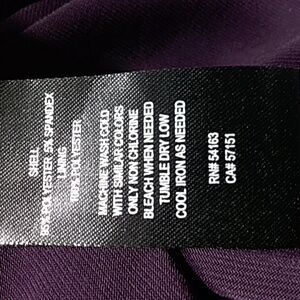 SHELL
95% POLYESTER 5% SPANDEX
LINING
100% POLYESTER
MACHINE WASH COLD
WITH SIMILAR COLORS
ONLY NON CHLORINE
BLEACH WHEN NEEDED
TUMBLE DRY LOW
COOL IRON AS NEEDED
RN# 54163
CA# 57151